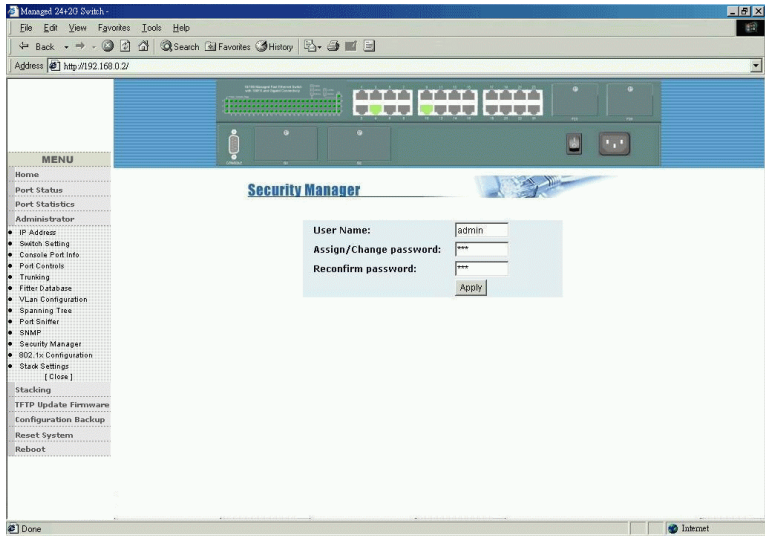 Managed 24+2G Switch -
File Edit View Favorites Tools Help
Back Search Favorites History
Address http://192.168.0.2/
MENU
Home
Port Status
Port Statistics
Administrator
IP Address
Switch Setting
Console Port Info
Port Controls
Trunking
Fitter Database
VLan Configuration
Spanning Tree
Port Sniffer
SNMP
Security Manager
802.1x Configuration
Stack Settings
[ Close ]
Stacking
TFTP Update Firmware
Configuration Backup
Reset System
Reboot
Security Manager
User Name: admin
Assign/Change password: ***
Reconfirm password: ***
Apply
Done
Internet